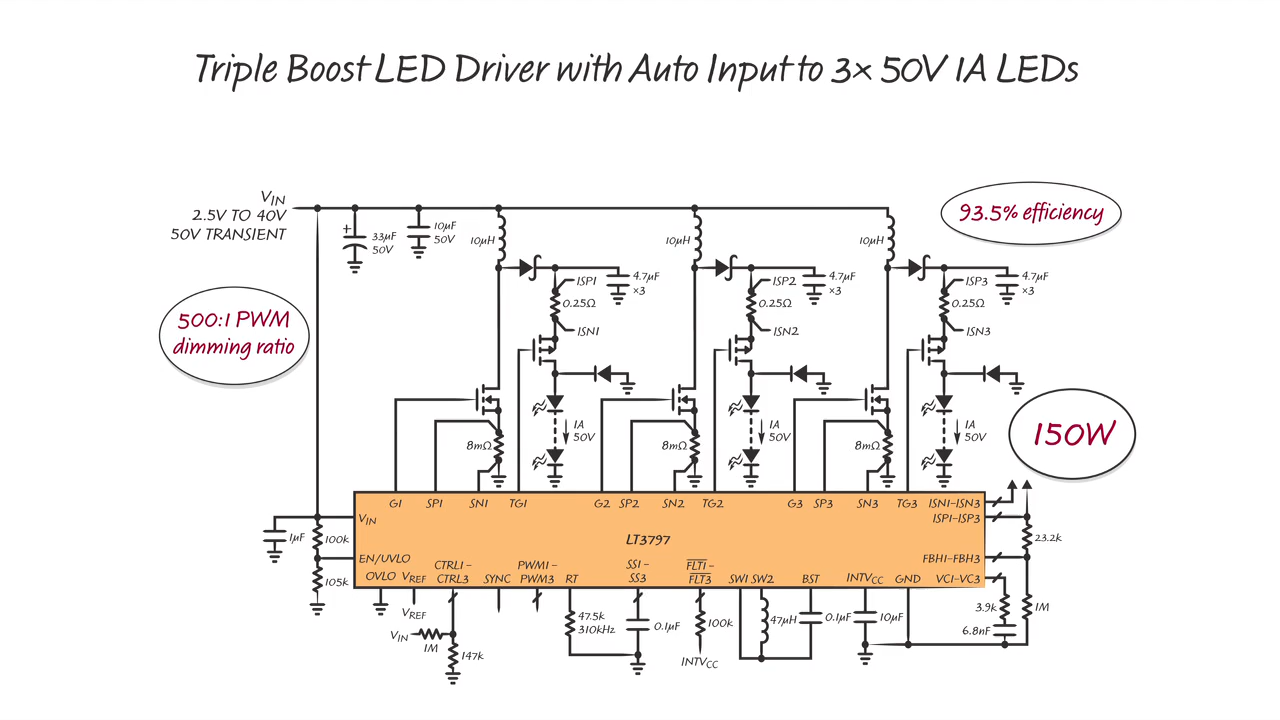 Triple Boost LED Driver with Auto Input to 3× 50V 1A LEDs
VIN
2.5V TO 40V
50V TRANSIENT
33µF
50V
10µF
50V
10µH
10µH
10µH
93.5% efficiency
500:1 PWM
dimming ratio
ISP1
0.25Ω
ISN1
4.7µF
×3
ISP2
0.25Ω
ISN2
4.7µF
×3
ISP3
0.25Ω
ISN3
4.7µF
×3
8mΩ
1A
50V
8mΩ
1A
50V
8mΩ
1A
50V
150W
G1
SP1
SN1
TG1
G2
SP2
SN2
TG2
G3
SP3
SN3
TG3
ISN1-ISN3
ISP1-ISP3
VIN
LT3797
1µF
100k
23.2k
EN/UVLO
FBH1-FBH3
105k
OVLO
VREF
CTRL1-
CTRL3
SYNC
PWM1-
PWM3
RT
SS1-
SS3
FLT1-
FLT3
SW1
SW2
BST
INTVCC
GND
VC1-VC3
VREF
VIN
1M
147k
47.5k
310kHz
0.1µF
100k
INTVCC
47µH
0.1µF
10µF
3.9k
6.8nF
1M